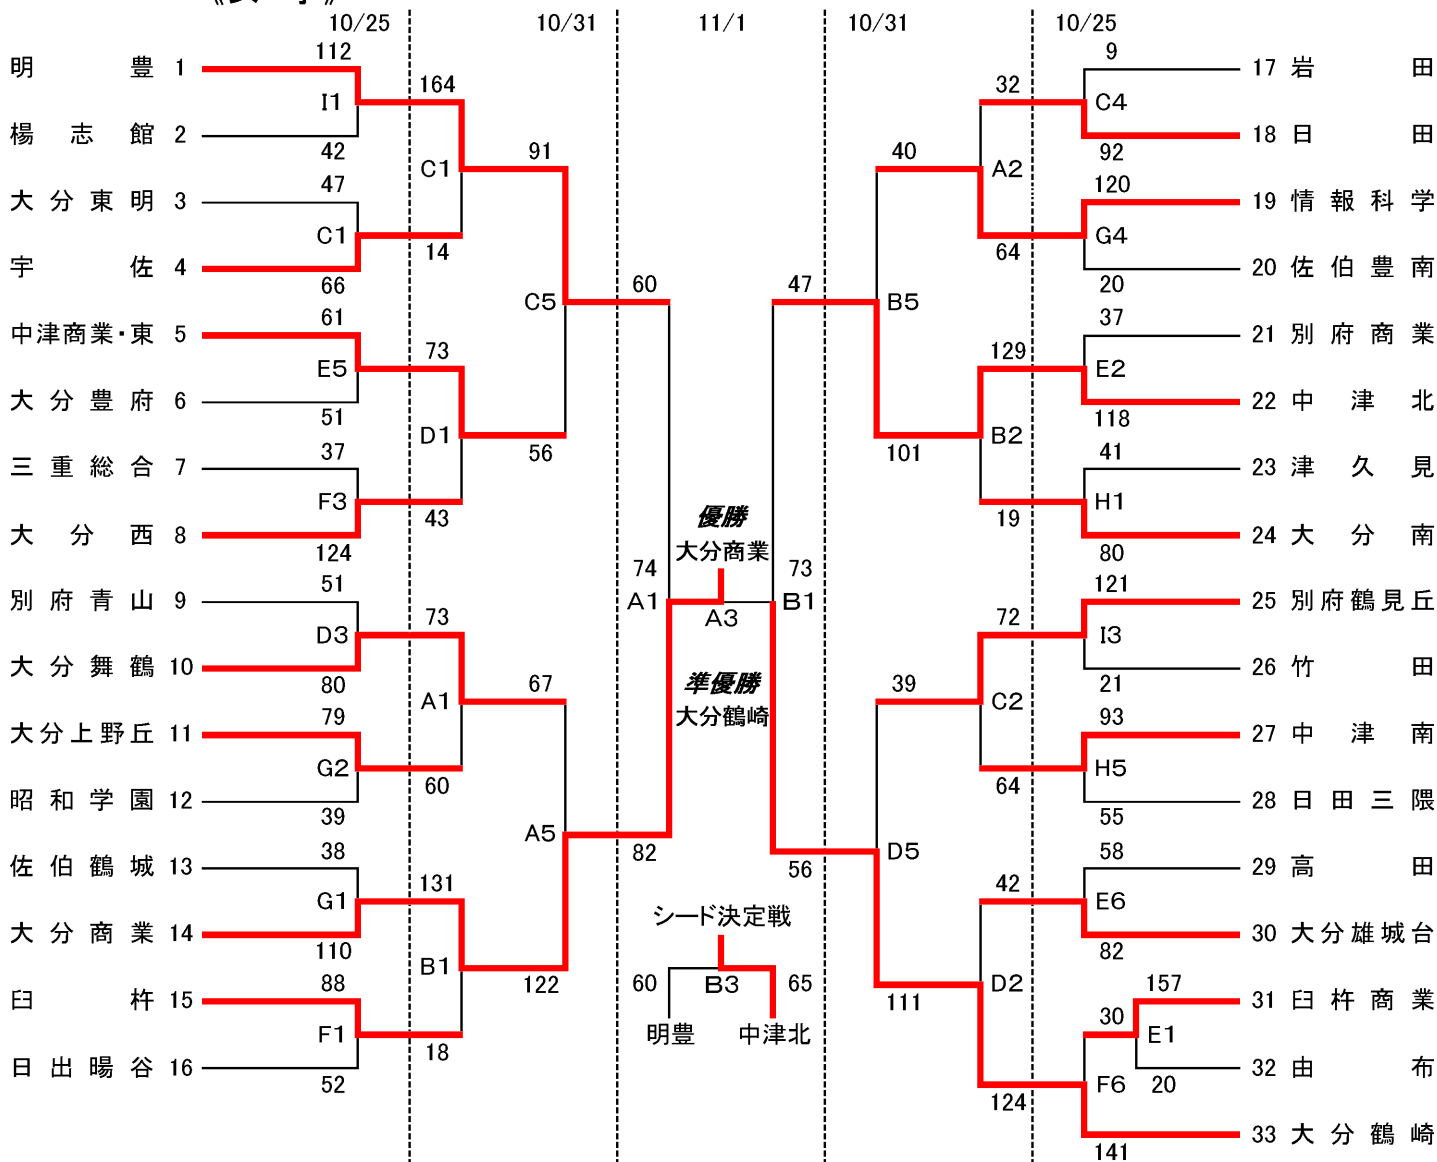 10/25 10/31 11/1 10/31 10/25
明豊 1 112
I1
楊志館 2 42
164
C1
大分東明 3 47
C1
宇佐 4 66
14
91
C5
中津商業・東 5 61
E5
大分豊府 6 51
73
D1
三重総合 7 37
F3
大分西 8 124
43
56
60
別府青山 9 51
D3
大分舞鶴 10 80
73
A1
大分上野丘 11 79
G2
昭和学園 12 39
60
67
A5
佐伯鶴城 13 38
G1
大分商業 14 110
131
B1
臼杵 15 88
F1
日出暘谷 16 52
18
122
82
74
A1
優勝
大分商業
A3
準優勝
大分鶴崎
73
B1
シード決定戦
60 B3 65
明豊 中津北
47
56
9 17 岩田
C4
92 18 日田
32
A2
120 19 情報科学
G4
20 20 佐伯豊南
64
40
B5
37 21 別府商業
E2
118 22 中津北
129
B2
41 23 津久見
H1
80 24 大分南
19
101
121 25 別府鶴見丘
I3
21 26 竹田
72
C2
93 27 中津南
H5
55 28 日田三隈
64
39
D5
58 29 高田
E6
82 30 大分雄城台
42
D2
157 31 臼杵商業
E1
20 32 由布
30
F6
141 33 大分鶴崎
124
111